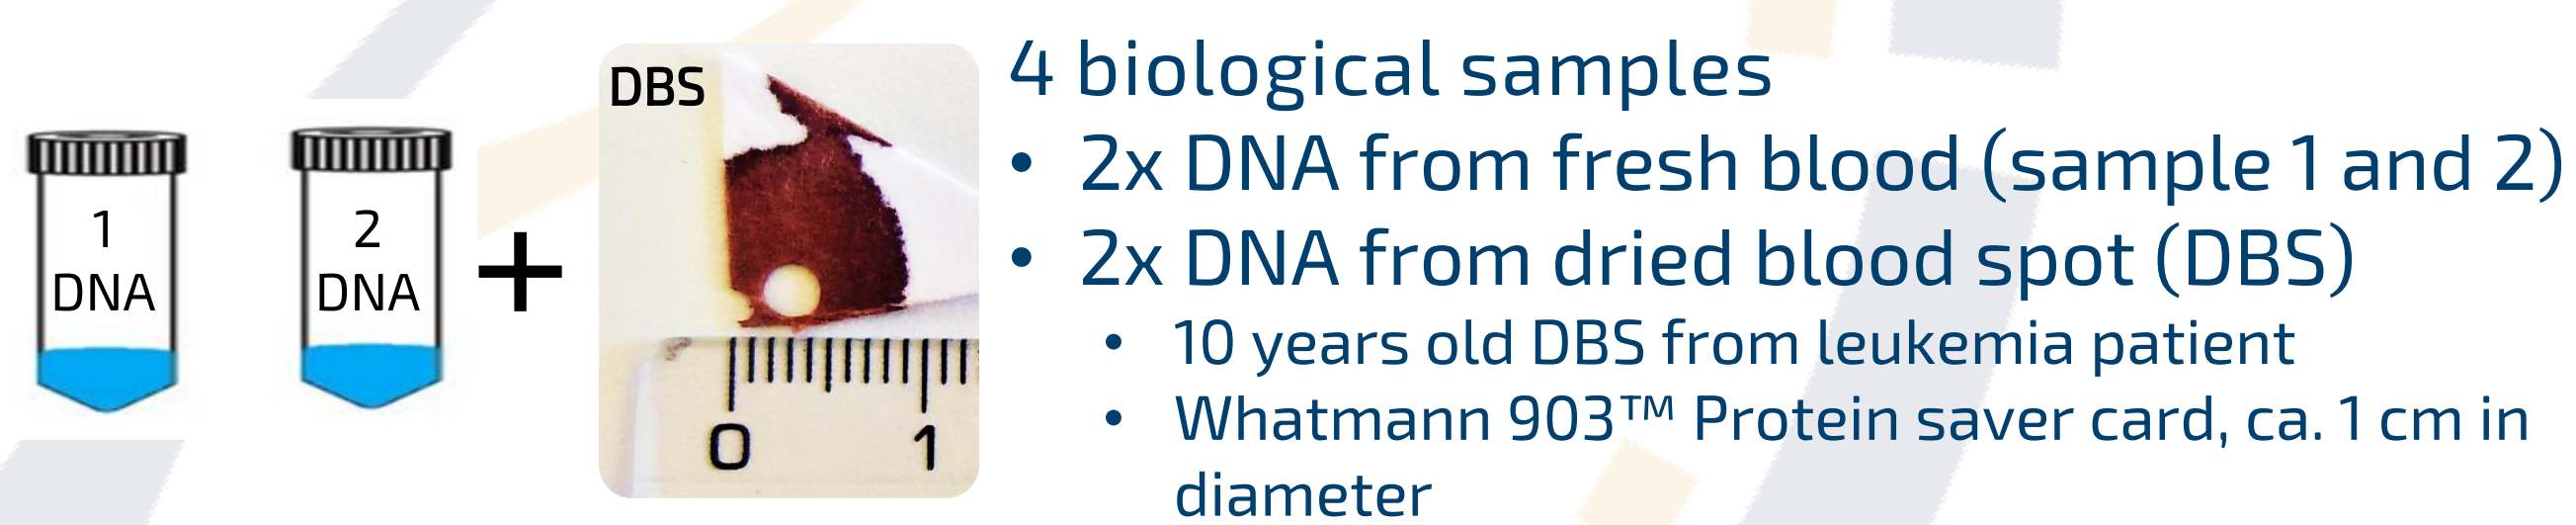 1
DNA
2
DNA
+
DBS
0 1
4 biological samples
• 2x DNA from fresh blood (sample 1 and 2)
• 2x DNA from dried blood spot (DBS)
• 10 years old DBS from leukemia patient
• Whatmann 903™ Protein saver card, ca. 1 cm in
diameter